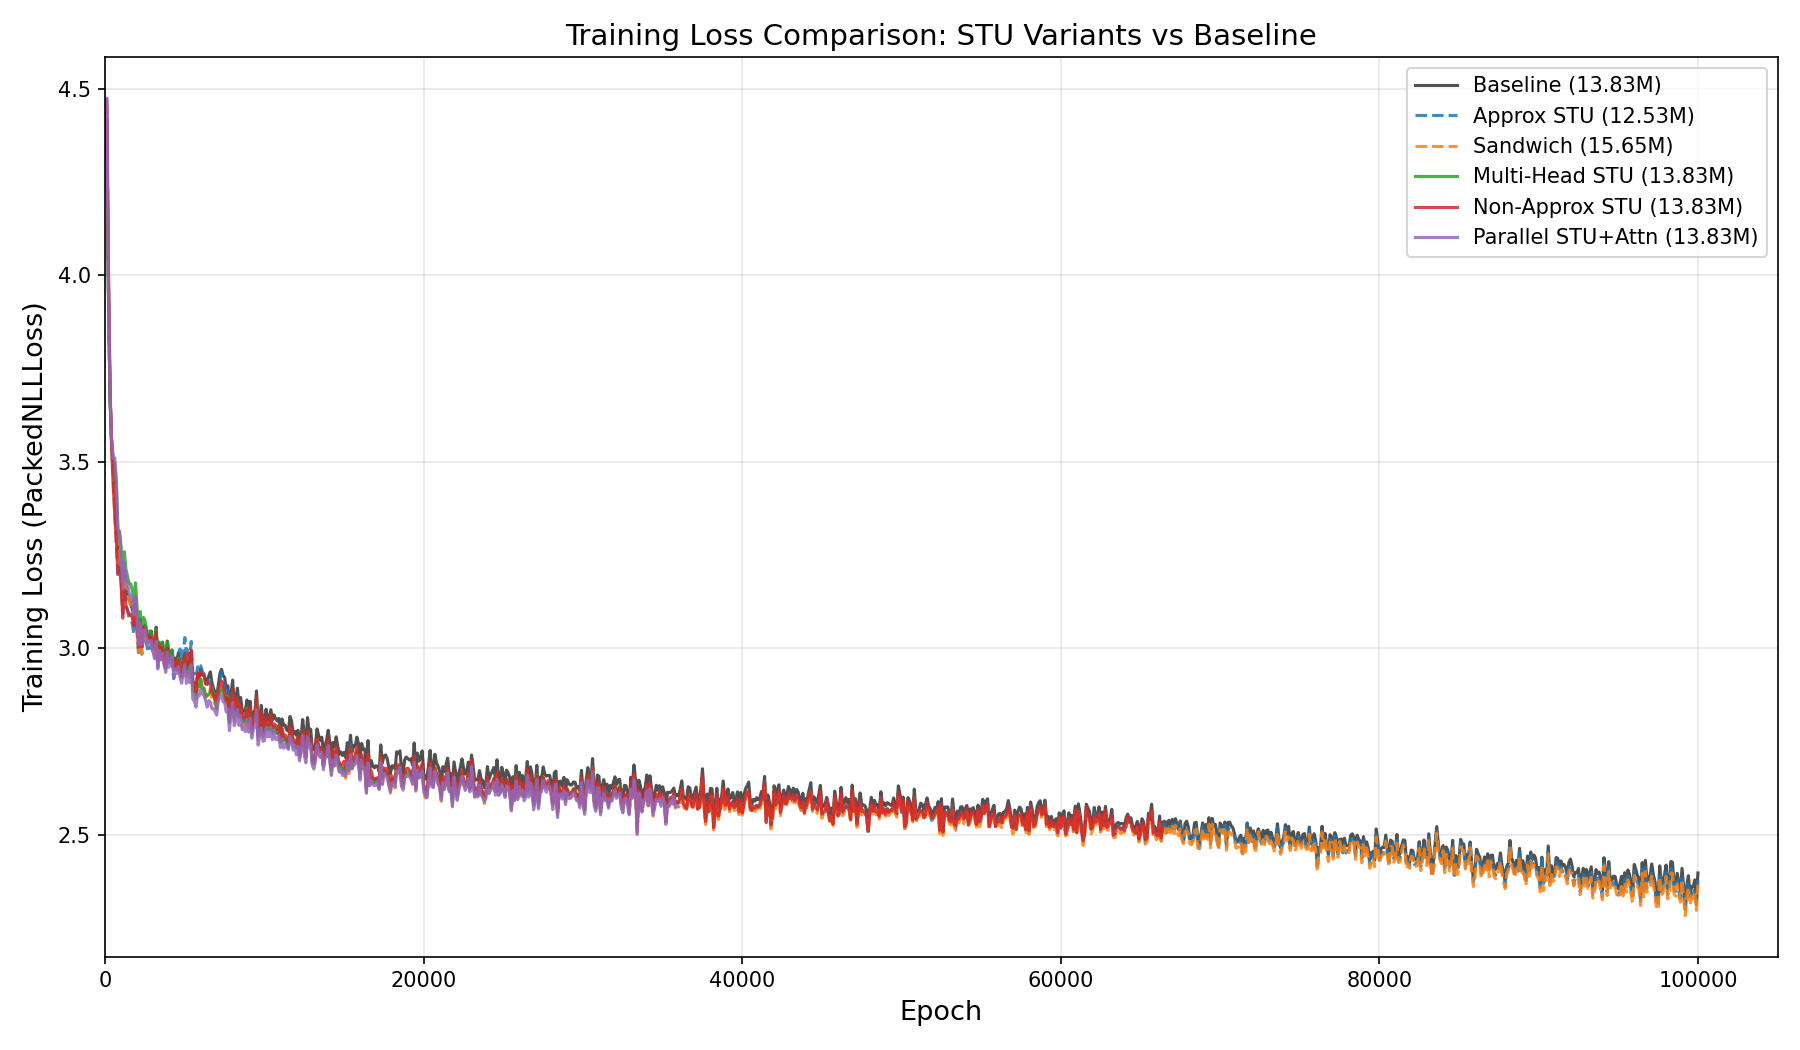 Training Loss Comparison: STU Variants vs Baseline
Training Loss (PackedNLLLoss)
4.5
4.0
3.5
3.0
2.5
Baseline (13.83M)
Approx STU (12.53M)
Sandwich (15.65M)
Multi-Head STU (13.83M)
Non-Approx STU (13.83M)
Parallel STU+Attn (13.83M)
0
20000
40000
60000
80000
100000
Epoch